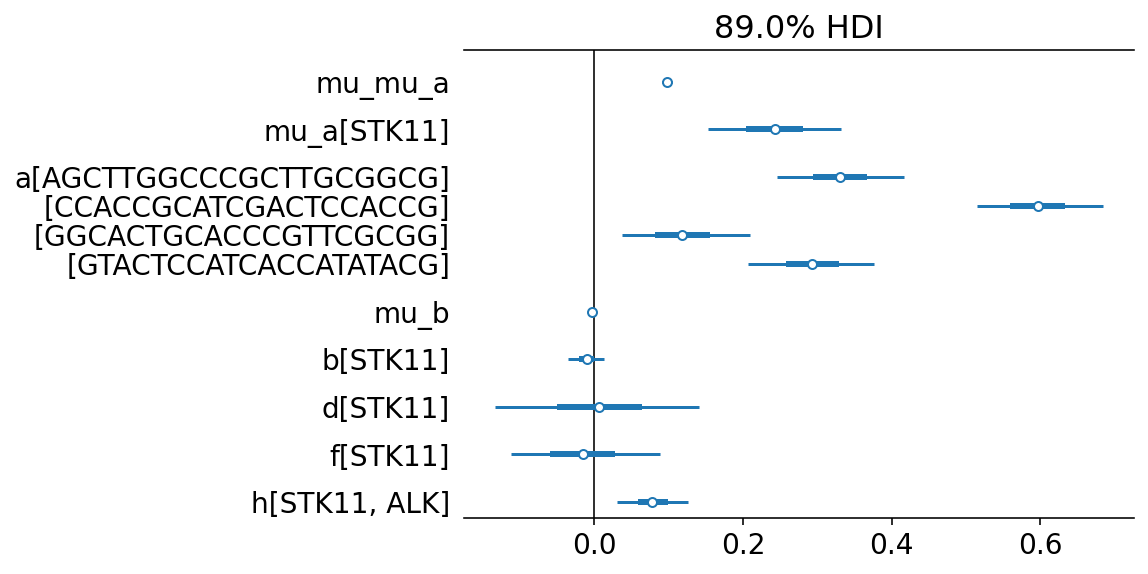 89.0% HDI
mu_mu_a
mu_a[STK11]
a[AGCTTGGCCCGCTTGCGGCG]
[CCACCGCATCGACTCCACCG]
[GGCACTGCACCCGTTCGCGG]
[GTACTCCATCACCATATACG]
mu_b
b[STK11]
d[STK11]
f[STK11]
h[STK11, ALK]
0.0 0.2 0.4 0.6